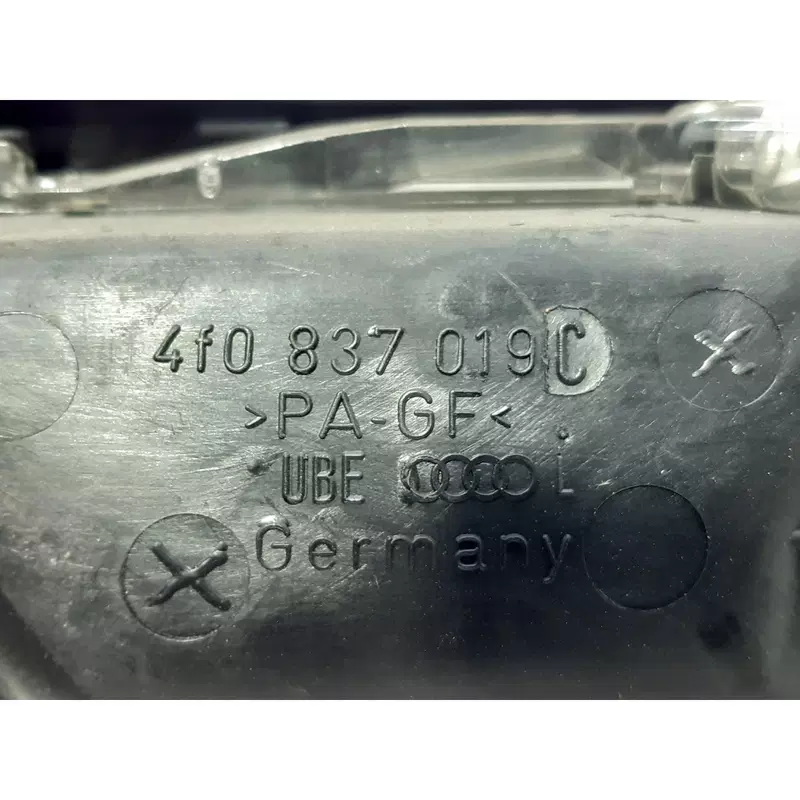 4f0 837 019 C
>PA-GF<
UBE i
Germany